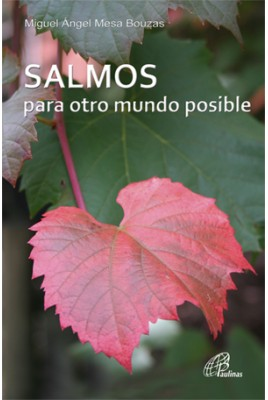 Miguel Ángel Mesa Bouzas
SALMOS
para otro mundo posible
Paulinas